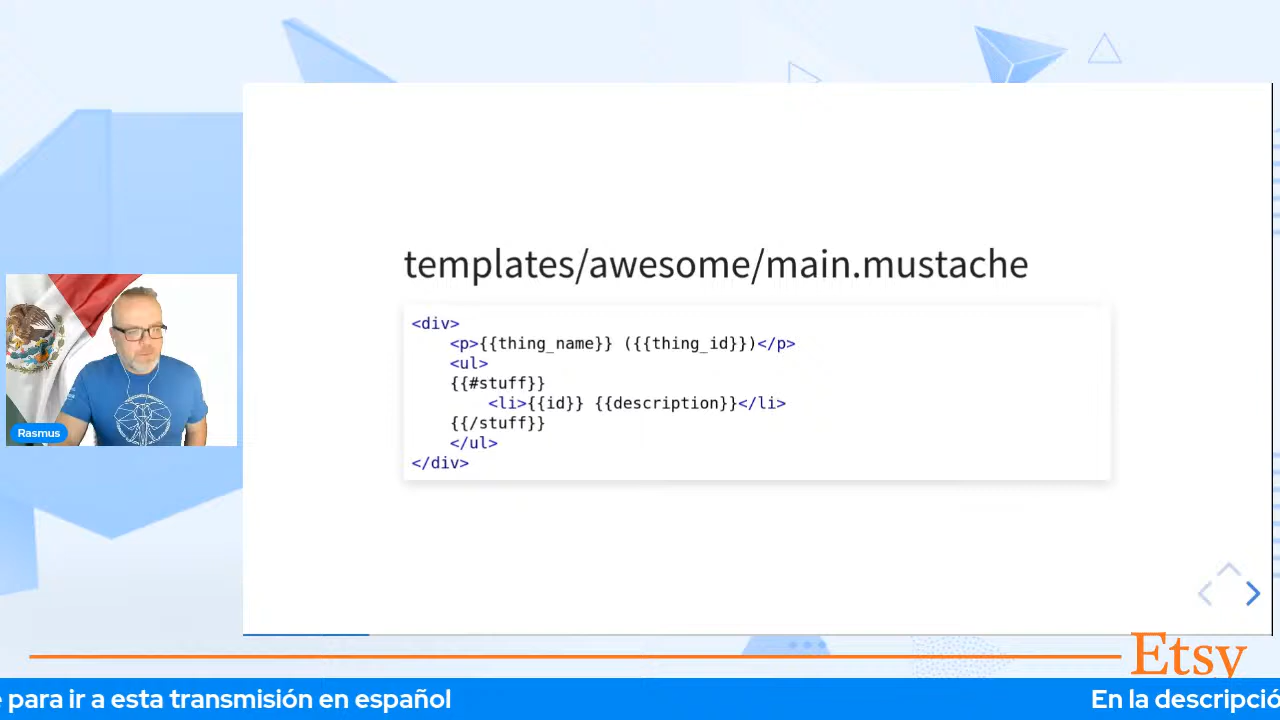 templates/awesome/main.mustache
<div>
    <p>{{thing_name}} ({{thing_id}})</p>
    <ul>
    {{#stuff}}
        <li>{{id}} {{description}}</li>
    {{/stuff}}
    </ul>
</div>
Rasmus
Etsy
para ir a esta transmisión en español
En la